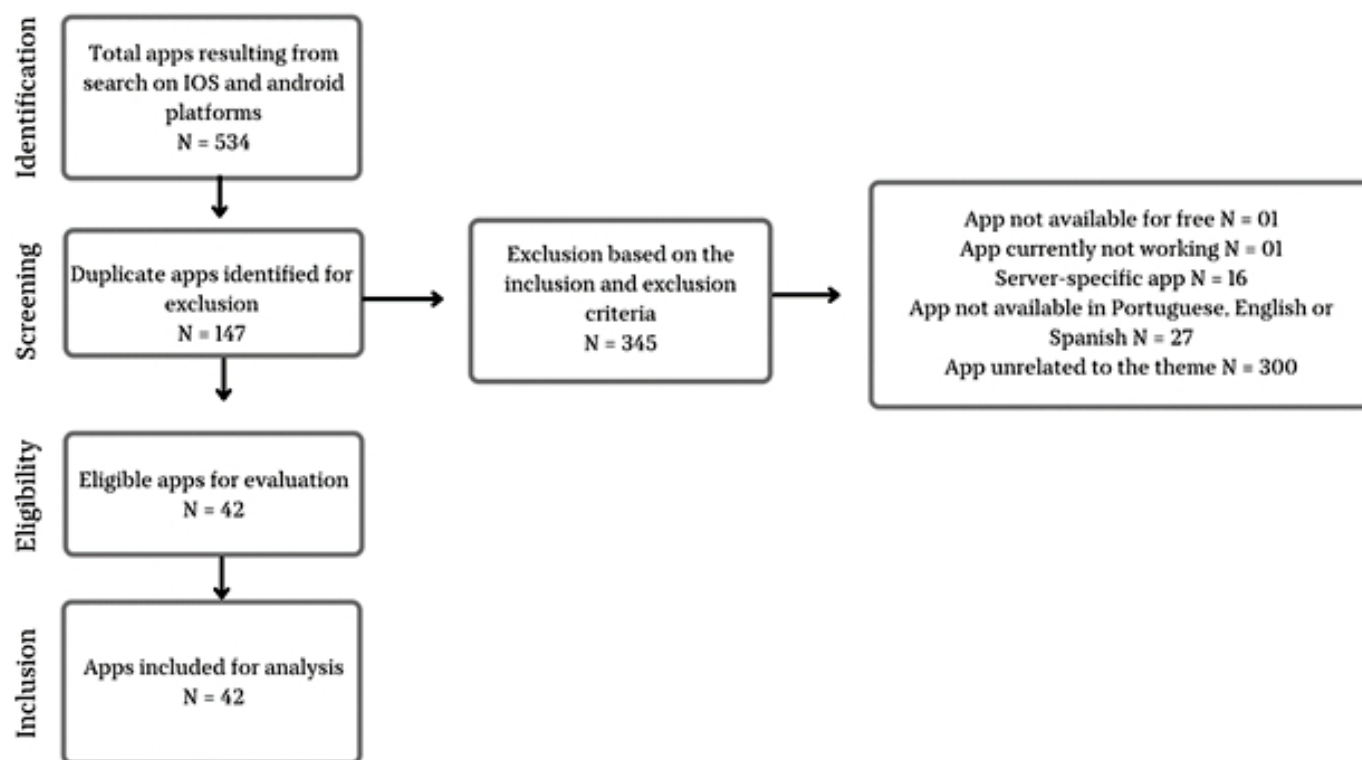 Identification
Total apps resulting from
search on IOS and android
platforms
N = 534
Screening
Duplicate apps identified for
exclusion
N = 147
Exclusion based on the
inclusion and exclusion
criteria
N = 345
App not available for free N = 01
App currently not working N = 01
Server-specific app N = 16
App not available in Portuguese, English or
Spanish N = 27
App unrelated to the theme N = 300
Eligibility
Eligible apps for evaluation
N = 42
Inclusion
Apps included for analysis
N = 42